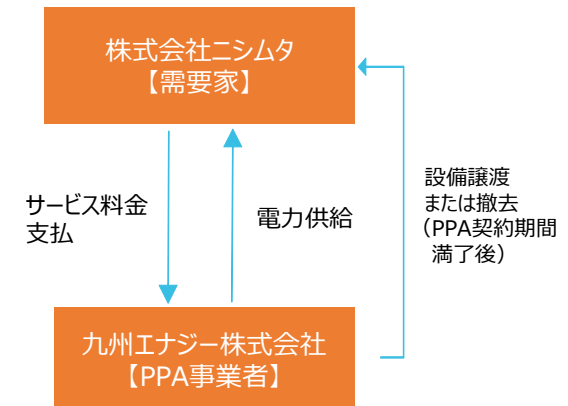 株式会社ニシムタ
【需要家】
サービス料金
支払
電力供給
設備譲渡
または撤去
（PPA契約期間
満了後）
九州エナジー株式会社
【PPA事業者】